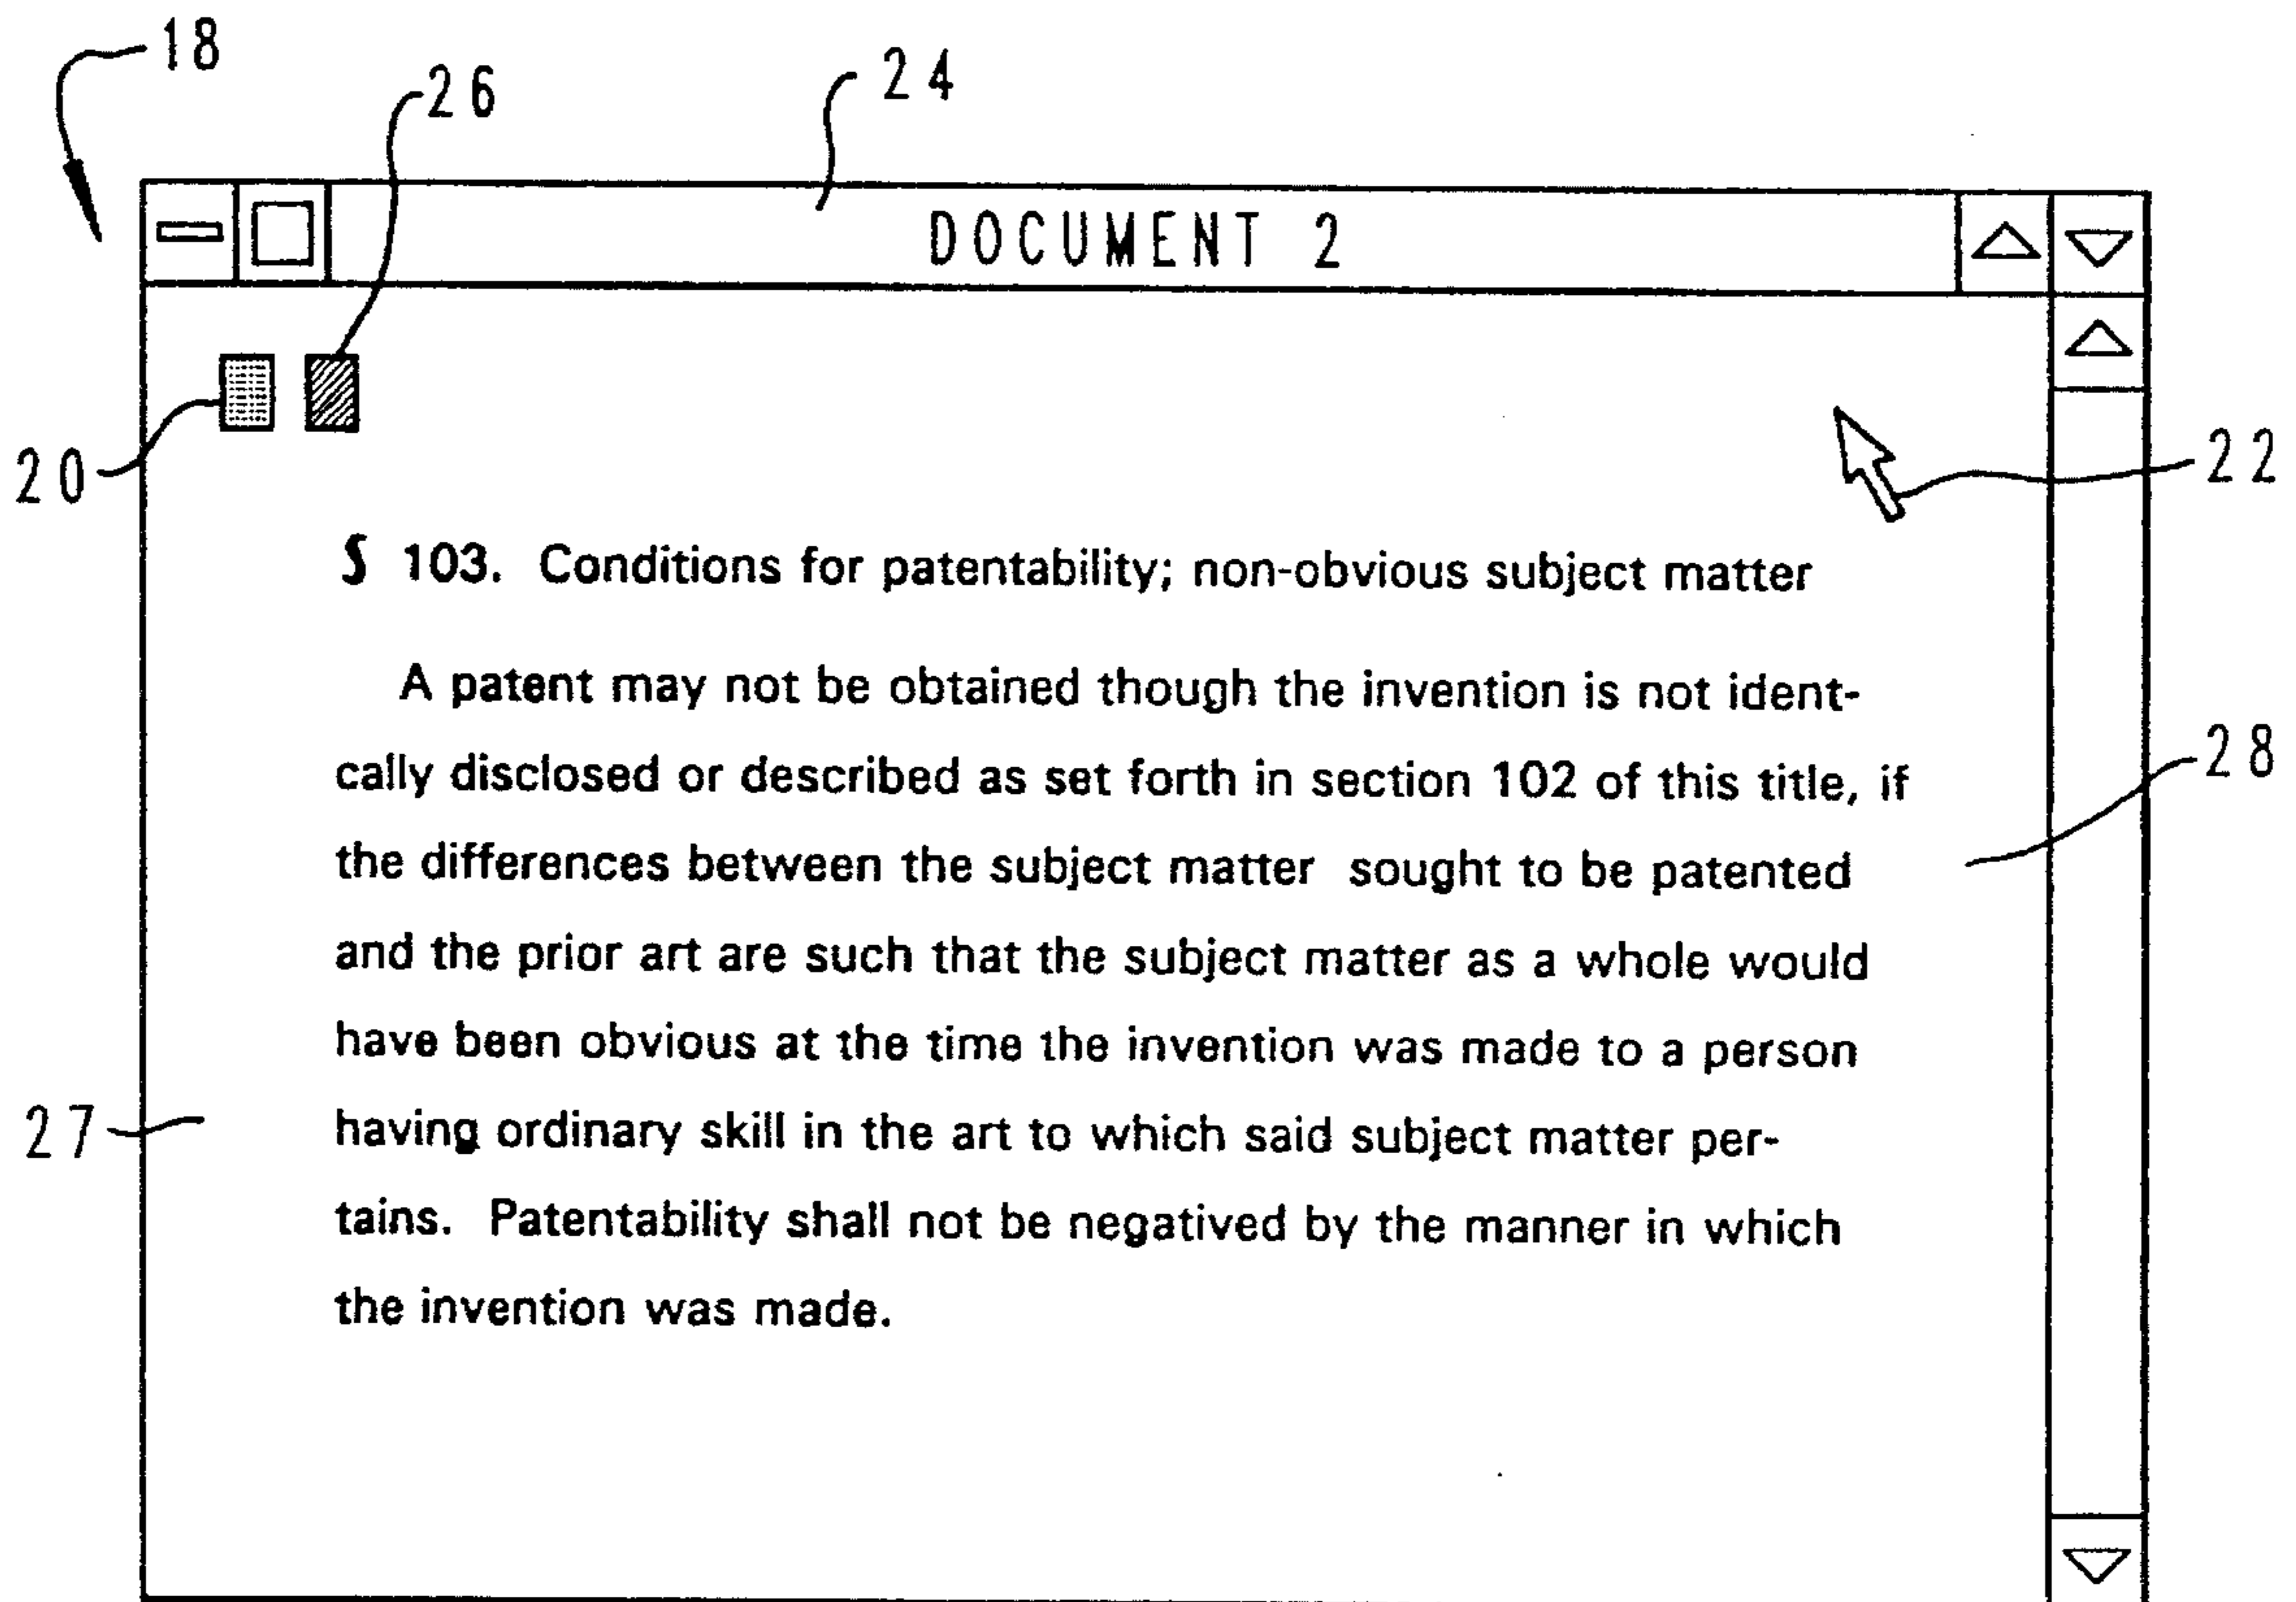 18
26
24
DOCUMENT 2
20
22
§ 103. Conditions for patentability; non-obvious subject matter
A patent may not be obtained though the invention is not ident-
cally disclosed or described as set forth in section 102 of this title, if
28
the differences between the subject matter sought to be patented
and the prior art are such that the subject matter as a whole would
have been obvious at the time the invention was made to a person
27
having ordinary skill in the art to which said subject matter per-
tains. Patentability shall not be negatived by the manner in which
the invention was made.